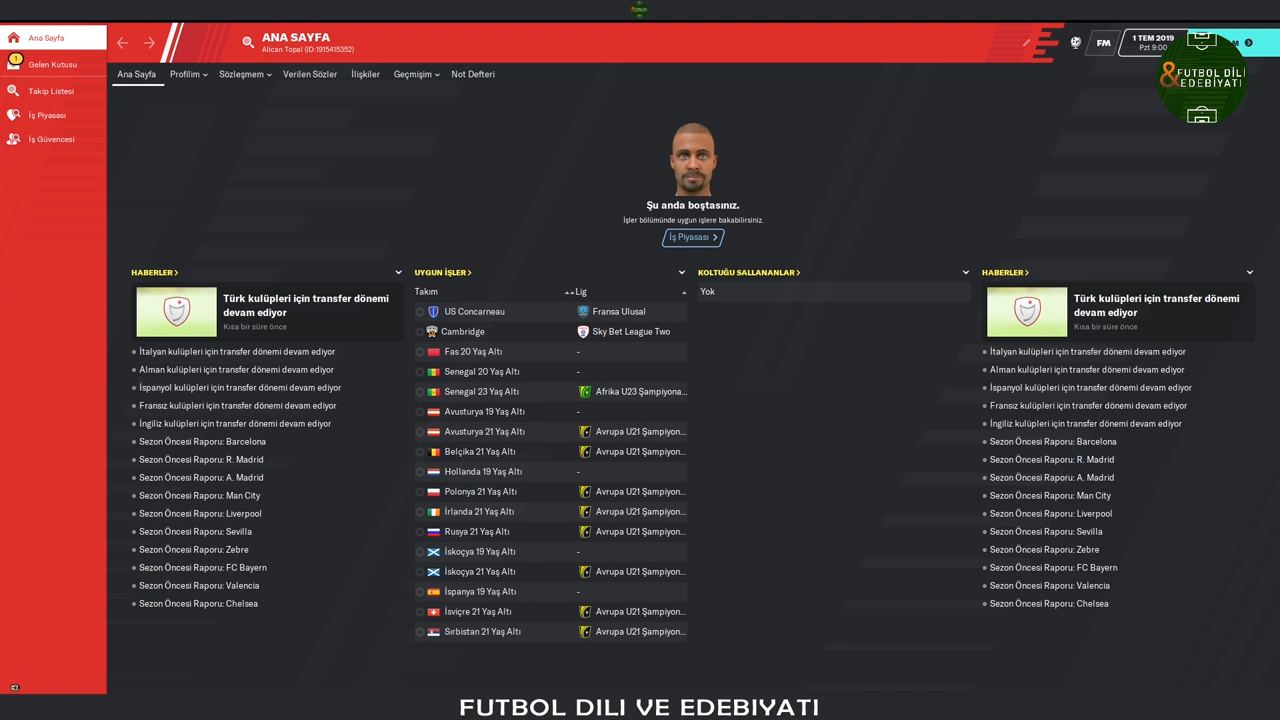 ANA SAYFA
Alican Topal (ID:1915415352)
FM
1 TEM 2019
Pzt 9:00
&FUTBOL DİLİ
EDEBİYATI
Ana Sayfa
1
Gelen Kutusu
Takip Listesi
İş Piyasası
İş Güvencesi
Ana Sayfa
Profilim
Sözleşmem
Verilen Sözler
İlişkiler
Geçmişim
Not Defteri
Şu anda boştasınız.
İşler bölümünde uygun işlere bakabilirsiniz.
İş Piyasası
HABERLER
Türk kulüpleri için transfer dönemi
devam ediyor
Kısa bir süre önce
İtalyan kulüpleri için transfer dönemi devam ediyor
Alman kulüpleri için transfer dönemi devam ediyor
İspanyol kulüpleri için transfer dönemi devam ediyor
Fransız kulüpleri için transfer dönemi devam ediyor
İngiliz kulüpleri için transfer dönemi devam ediyor
Sezon Öncesi Raporu: Barcelona
Sezon Öncesi Raporu: R. Madrid
Sezon Öncesi Raporu: A. Madrid
Sezon Öncesi Raporu: Man City
Sezon Öncesi Raporu: Liverpool
Sezon Öncesi Raporu: Sevilla
Sezon Öncesi Raporu: Zebre
Sezon Öncesi Raporu: FC Bayern
Sezon Öncesi Raporu: Valencia
Sezon Öncesi Raporu: Chelsea
UYGUN İŞLER
Takım Lig
US Concarneau Fransa Ulusal
Cambridge Sky Bet League Two
Fas 20 Yaş Altı -
Senegal 20 Yaş Altı -
Senegal 23 Yaş Altı Afrika U23 Şampiyona...
Avusturya 19 Yaş Altı -
Avusturya 21 Yaş Altı Avrupa U21 Şampiyon...
Belçika 21 Yaş Altı Avrupa U21 Şampiyon...
Hollanda 19 Yaş Altı -
Polonya 21 Yaş Altı Avrupa U21 Şampiyon...
İrlanda 21 Yaş Altı Avrupa U21 Şampiyon...
Rusya 21 Yaş Altı Avrupa U21 Şampiyon...
İskoçya 19 Yaş Altı -
İskoçya 21 Yaş Altı Avrupa U21 Şampiyon...
İspanya 19 Yaş Altı -
İsviçre 21 Yaş Altı Avrupa U21 Şampiyon...
Sırbistan 21 Yaş Altı Avrupa U21 Şampiyon...
KOLTUĞU SALLANANLAR
Yok
HABERLER
Türk kulüpleri için transfer dönemi
devam ediyor
Kısa bir süre önce
İtalyan kulüpleri için transfer dönemi devam ediyor
Alman kulüpleri için transfer dönemi devam ediyor
İspanyol kulüpleri için transfer dönemi devam ediyor
Fransız kulüpleri için transfer dönemi devam ediyor
İngiliz kulüpleri için transfer dönemi devam ediyor
Sezon Öncesi Raporu: Barcelona
Sezon Öncesi Raporu: R. Madrid
Sezon Öncesi Raporu: A. Madrid
Sezon Öncesi Raporu: Man City
Sezon Öncesi Raporu: Liverpool
Sezon Öncesi Raporu: Sevilla
Sezon Öncesi Raporu: Zebre
Sezon Öncesi Raporu: FC Bayern
Sezon Öncesi Raporu: Valencia
Sezon Öncesi Raporu: Chelsea
FUTBOL DILI VE EDEBIYATI